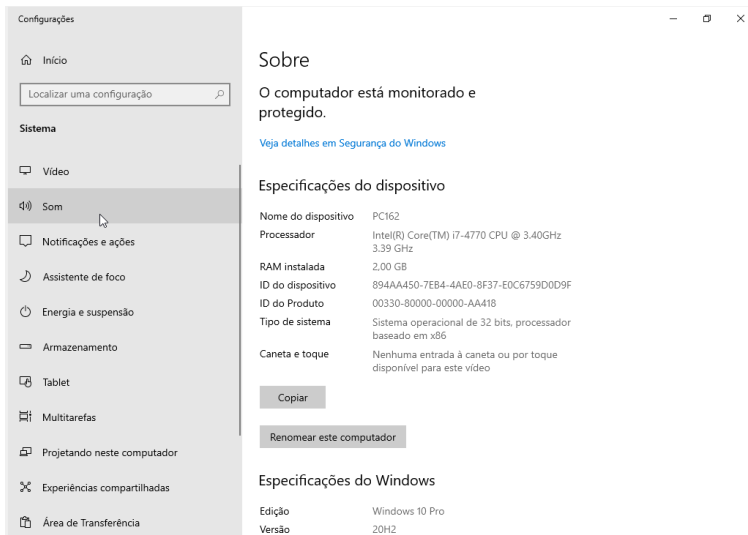 Configurações
Início
Localizar uma configuração
Sistema
Vídeo
Som
Notificações e ações
Assistente de foco
Energia e suspensão
Armazenamento
Tablet
Multitarefas
Projetando neste computador
Experiências compartilhadas
Área de Transferência
Sobre
O computador está monitorado e
protegido.
Veja detalhes em Segurança do Windows
Especificações do dispositivo
Nome do dispositivo PC162
Processador Intel(R) Core(TM) i7-4770 CPU @ 3.40GHz
3.39 GHz
RAM instalada 2,00 GB
ID do dispositivo 894AA450-7EB4-4AE0-8F37-E0C6759D0D9F
ID do Produto 00330-80000-00000-AA418
Tipo de sistema Sistema operacional de 32 bits, processador
baseado em x86
Caneta e toque Nenhuma entrada à caneta ou por toque
disponível para este vídeo
Copiar
Renomear este computador
Especificações do Windows
Edição Windows 10 Pro
Versão 20H2